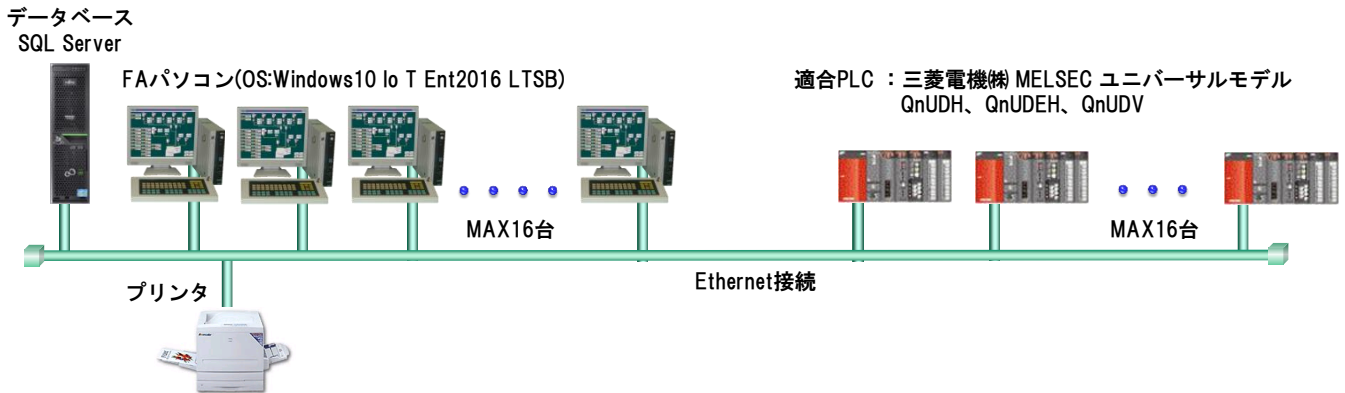 データベース
SQL Server
FAパソコン(OS:Windows10 Io T Ent2016 LTSB)
適合PLC ：三菱電機㈱ MELSEC ユニバーサルモデル
QnUDH、QnUDEH、QnUDV
MAX16台
MAX16台
Ethernet接続
プリンタ